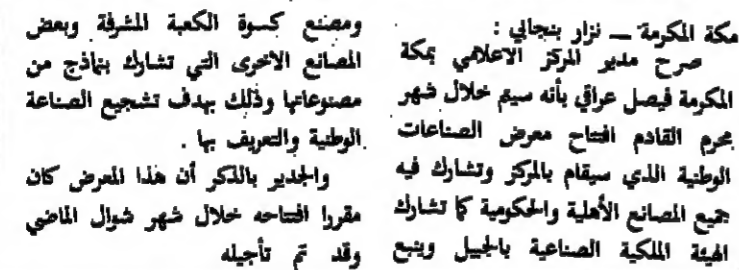 مكة المكرمة — نزار بنجابي :
صرح مدير المركز الاعلامي بمكة
المكرمة فيصل عراقي بأنه سيتم خلال شهر
محرم القادم افتتاح معرض الصناعات
الوطنية الذي سيقام بالمركز وتشارك فيه
جميع المصانع الأهلية والحكومية كما تشارك
الهيئة الملكية الصناعية بالجبيل وينبع
ومصنع كسوة الكعبة المشرفة وبعض
المصانع الاخرى التي تشارك بنماذج من
مصنوعاتها وذلك بهدف تشجيع الصناعة
الوطنية والتعريف بها .
والجدير بالذكر أن هذا المعرض كان
مقررا افتتاحه خلال شهر شوال الماضي
وقد تم تأجيله